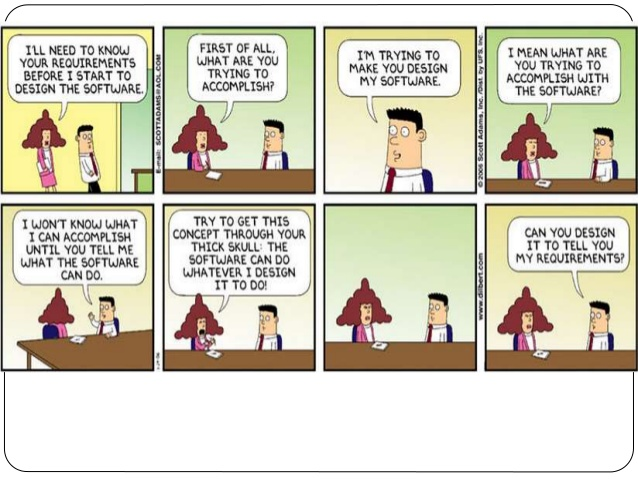 I'LL NEED TO KNOW
YOUR REQUIREMENTS
BEFORE I START TO
DESIGN THE SOFTWARE.
E-mail: SCOTTADAMS@AOL.COM
FIRST OF ALL,
WHAT ARE YOU
TRYING TO
ACCOMPLISH?
I'M TRYING TO
MAKE YOU DESIGN
MY SOFTWARE.
© 2006 Scott Adams, Inc. /Dist. by UFS, Inc.
I MEAN WHAT ARE
YOU TRYING TO
ACCOMPLISH WITH
THE SOFTWARE?
I WON'T KNOW WHAT
I CAN ACCOMPLISH
UNTIL YOU TELL ME
WHAT THE SOFTWARE
CAN DO.
TRY TO GET THIS
CONCEPT THROUGH YOUR
THICK SKULL: THE
SOFTWARE CAN DO
WHATEVER I DESIGN
IT TO DO!
www.dilbert.com
CAN YOU DESIGN
IT TO TELL YOU
MY REQUIREMENTS?